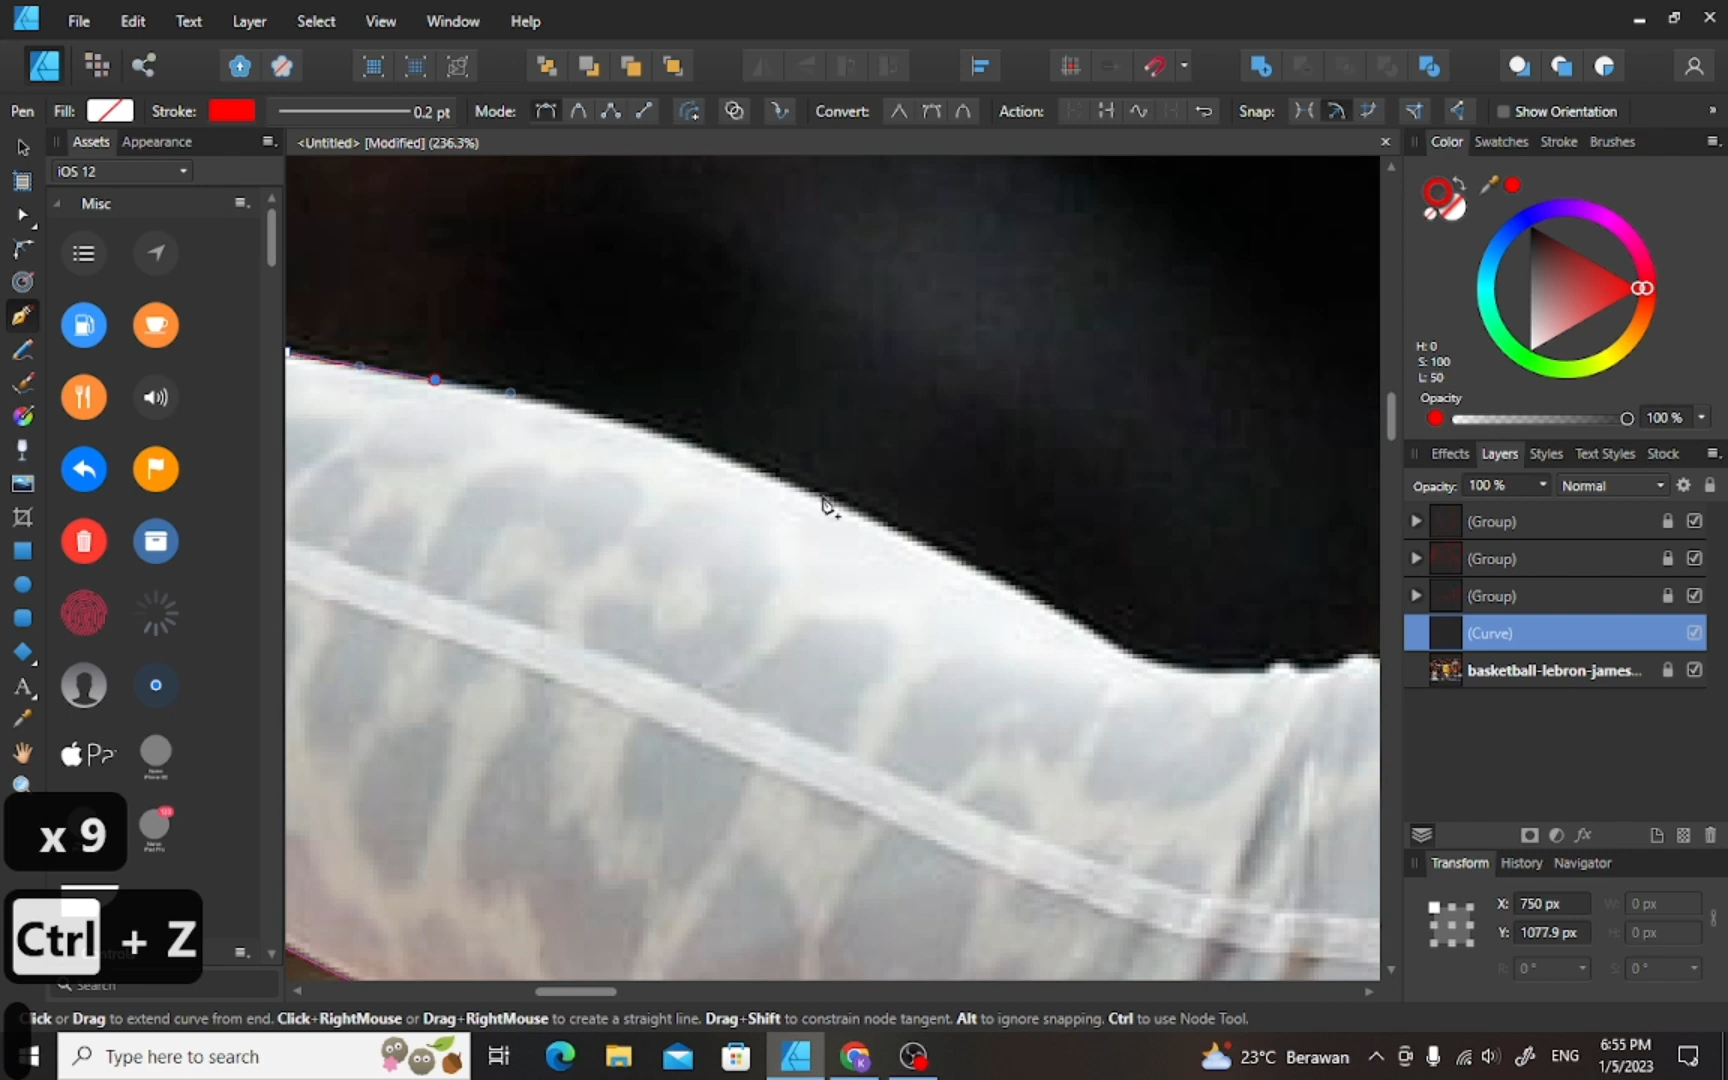 File Edit Text Layer Select View Window Help
Pen Fill: Stroke: 0.2 pt Mode: Convert: Action: Snap: Show Orientation »
Assets Appearance
<Untitled> [Modified] (236.3%)
Color Swatches Stroke Brushes
iOS 12
Misc
H: 0
S: 100
L: 50
Opacity
100 %
Effects Layers Styles Text Styles Stock
Opacity: 100 % Normal
(Group)
(Group)
(Group)
(Curve)
basketball-lebron-james...
Transform History Navigator
X: 750 px W: 0 px
Y: 1077.9 px H: 0 px
R: 0° S: 0°
x 9
Ctrl + Z
Search
Click or Drag to extend curve from end. Click+RightMouse or Drag+RightMouse to create a straight line. Drag+Shift to constrain node tangent. Alt to ignore snapping. Ctrl to use Node Tool.
Type here to search
23°C Berawan
ENG
6:55 PM
1/5/2023